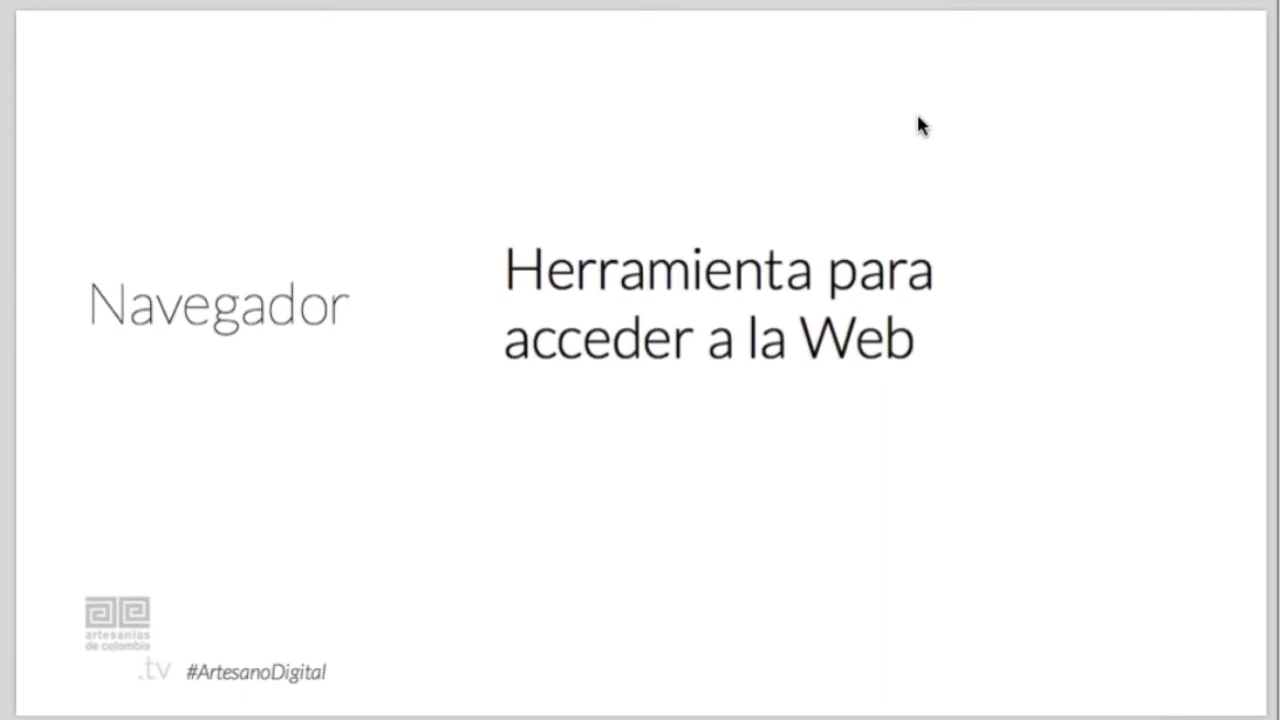 Navegador
Herramienta para
acceder a la Web
artesanías
de colombia
.tv #ArtesanoDigital